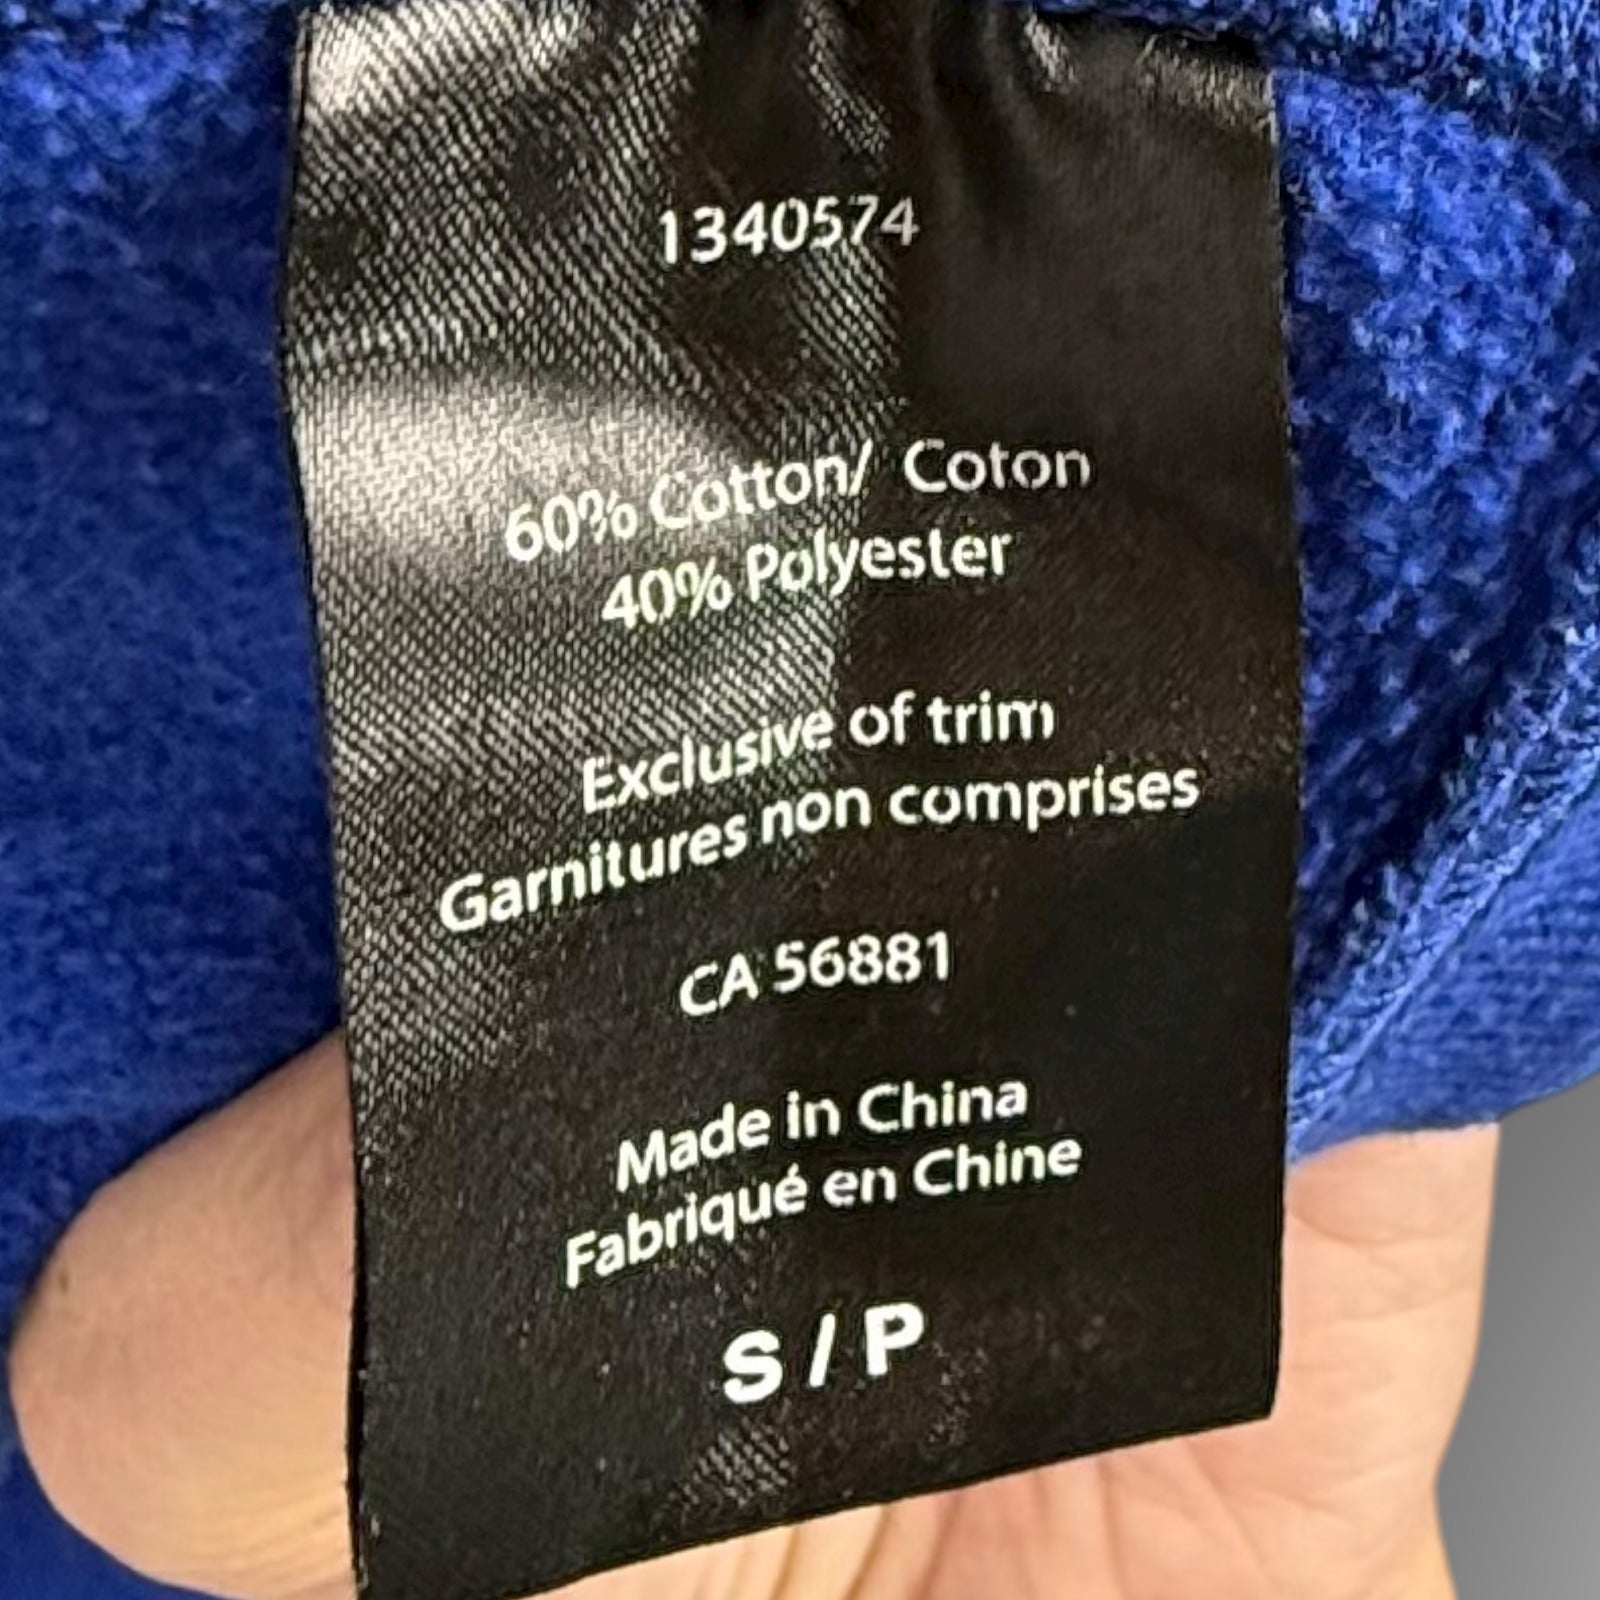 1340574
60% Cotton/ Coton
40% Polyester
Exclusive of trim
Garnitures non comprises
CA 56881
Made in China
Fabriqué en Chine
S / P